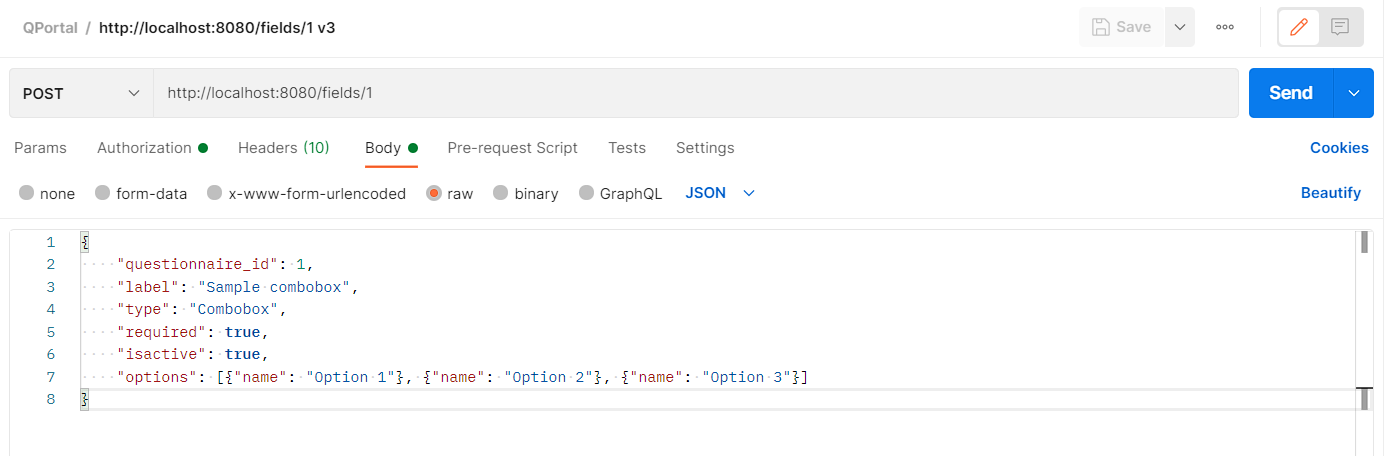 QPortal / http://localhost:8080/fields/1 v3
Save
POST http://localhost:8080/fields/1 Send
Params Authorization Headers (10) Body Pre-request Script Tests Settings Cookies
none form-data x-www-form-urlencoded raw binary GraphQL JSON Beautify
1 {
2 "questionnaire_id": 1,
3 "label": "Sample combobox",
4 "type": "Combobox",
5 "required": true,
6 "isactive": true,
7 "options": [{"name": "Option 1"}, {"name": "Option 2"}, {"name": "Option 3"}]
8 }